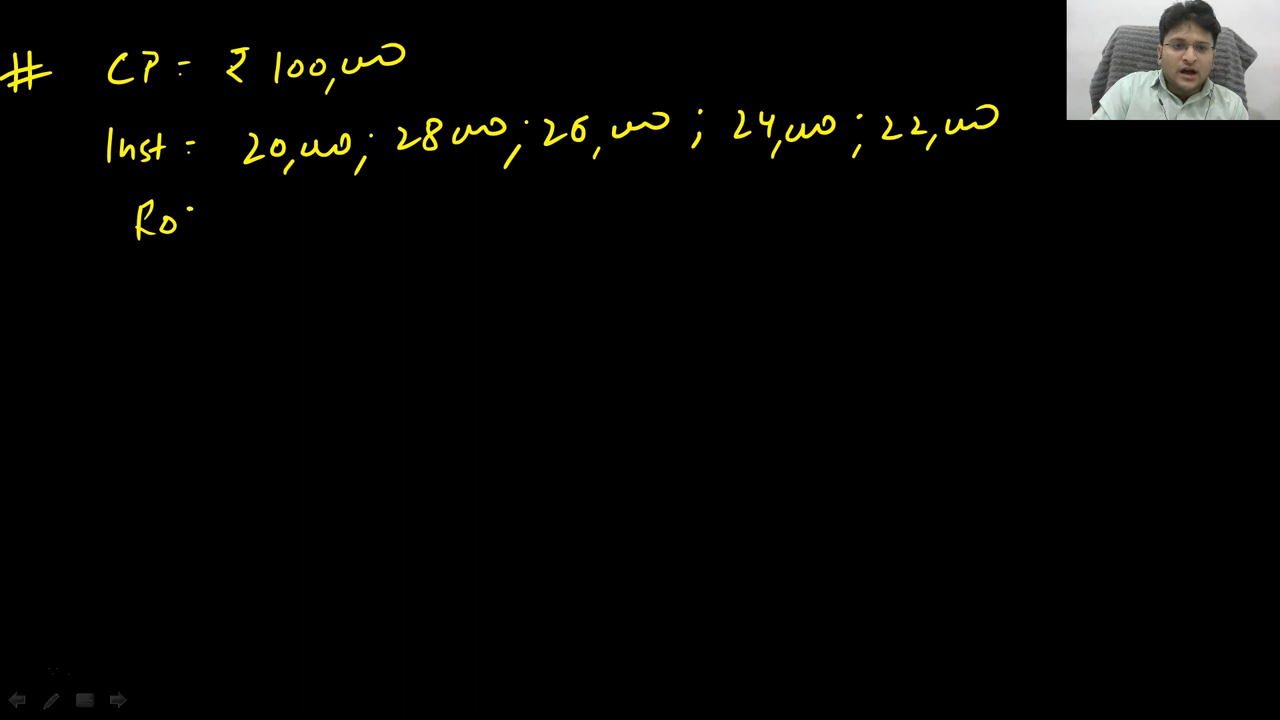 # CP = ₹ 100,000
Inst = 20,000; 28000; 26,000; 24,000; 22,000
Ro